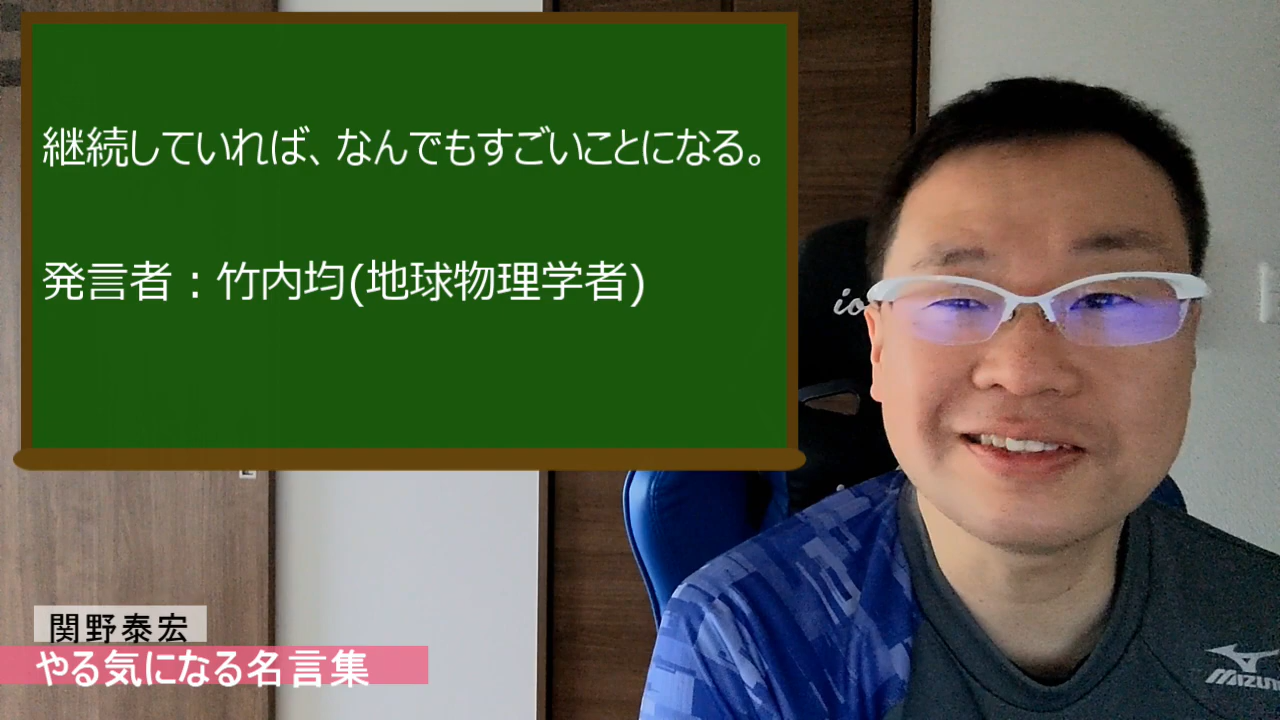 継続していれば、なんでもすごいことになる。
発言者：竹内均(地球物理学者)
io
関野泰宏
やる気になる名言集
MIZUNO